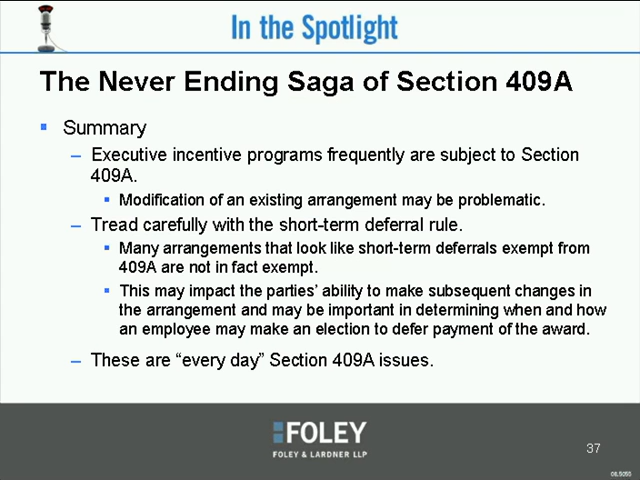 In the Spotlight
The Never Ending Saga of Section 409A
▪ Summary
– Executive incentive programs frequently are subject to Section
409A.
▪ Modification of an existing arrangement may be problematic.
– Tread carefully with the short-term deferral rule.
▪ Many arrangements that look like short-term deferrals exempt from
409A are not in fact exempt.
▪ This may impact the parties' ability to make subsequent changes in
the arrangement and may be important in determining when and how
an employee may make an election to defer payment of the award.
– These are “every day” Section 409A issues.
FOLEY
FOLEY & LARDNER LLP
37
08.5055